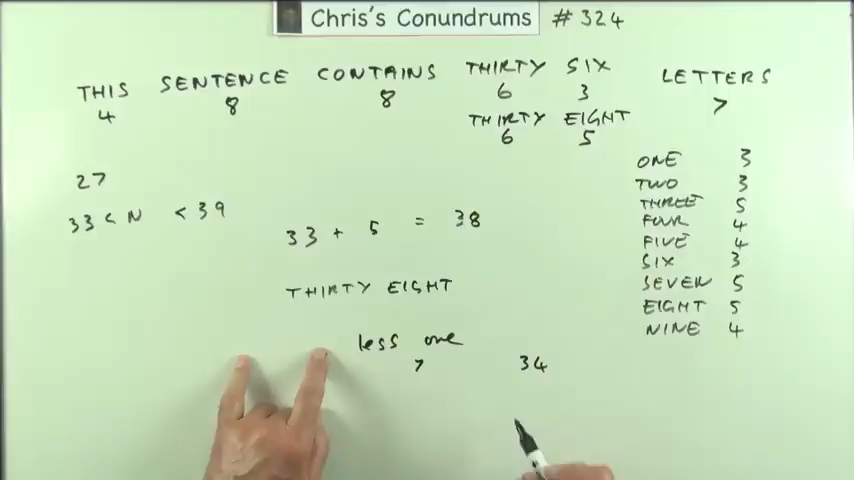 Chris's Conundrums # 324
THIS SENTENCE CONTAINS THIRTY SIX LETTERS
4 8 8 6 3 7
THIRTY EIGHT
6 5
ONE 3
TWO 3
THREE 5
FOUR 4
FIVE 4
SIX 3
SEVEN 5
EIGHT 5
NINE 4
27
33 < N < 39
33 + 5 = 38
THIRTY EIGHT
less one
7 34